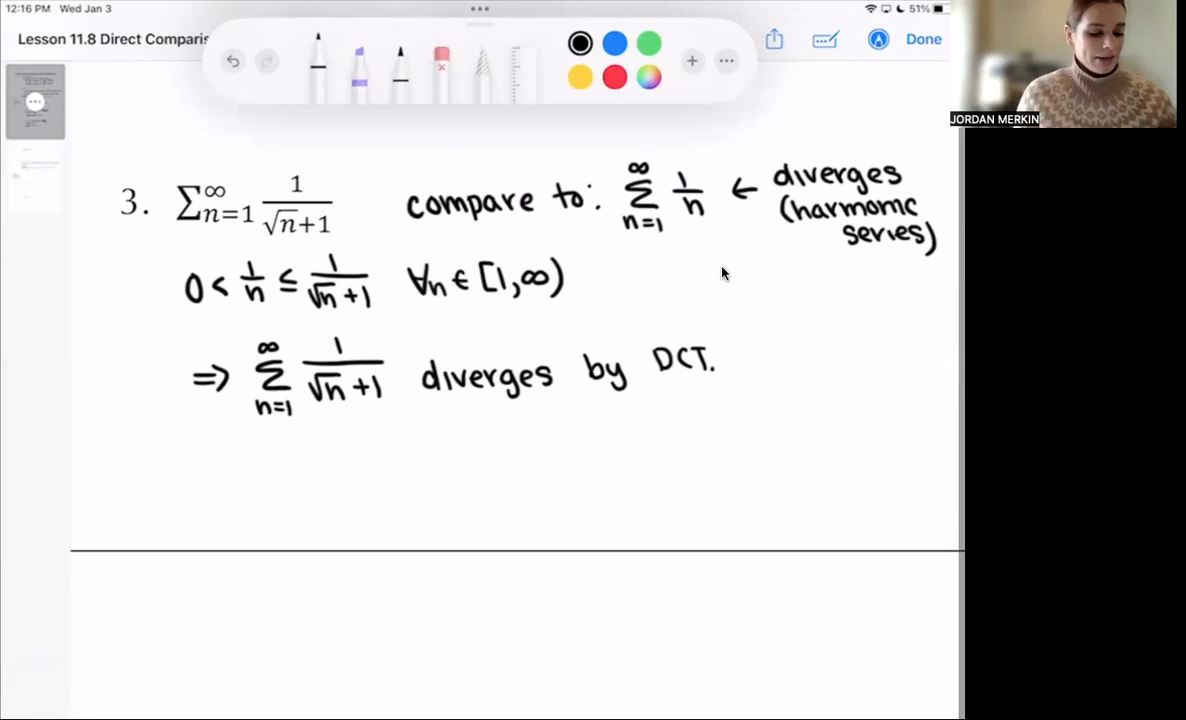 12:16 PM Wed Jan 3
51%
Lesson 11.8 Direct Comparis
Done
JORDAN MERKIN
3. ∑_{n=1}^{∞} 1/(√n+1) compare to: ∑_{n=1}^{∞} 1/n ← diverges
(harmonic
series)
0 < 1/n ≤ 1/(√n+1) ∀n ∈ [1,∞)
⇒ ∑_{n=1}^{∞} 1/(√n+1) diverges by DCT.